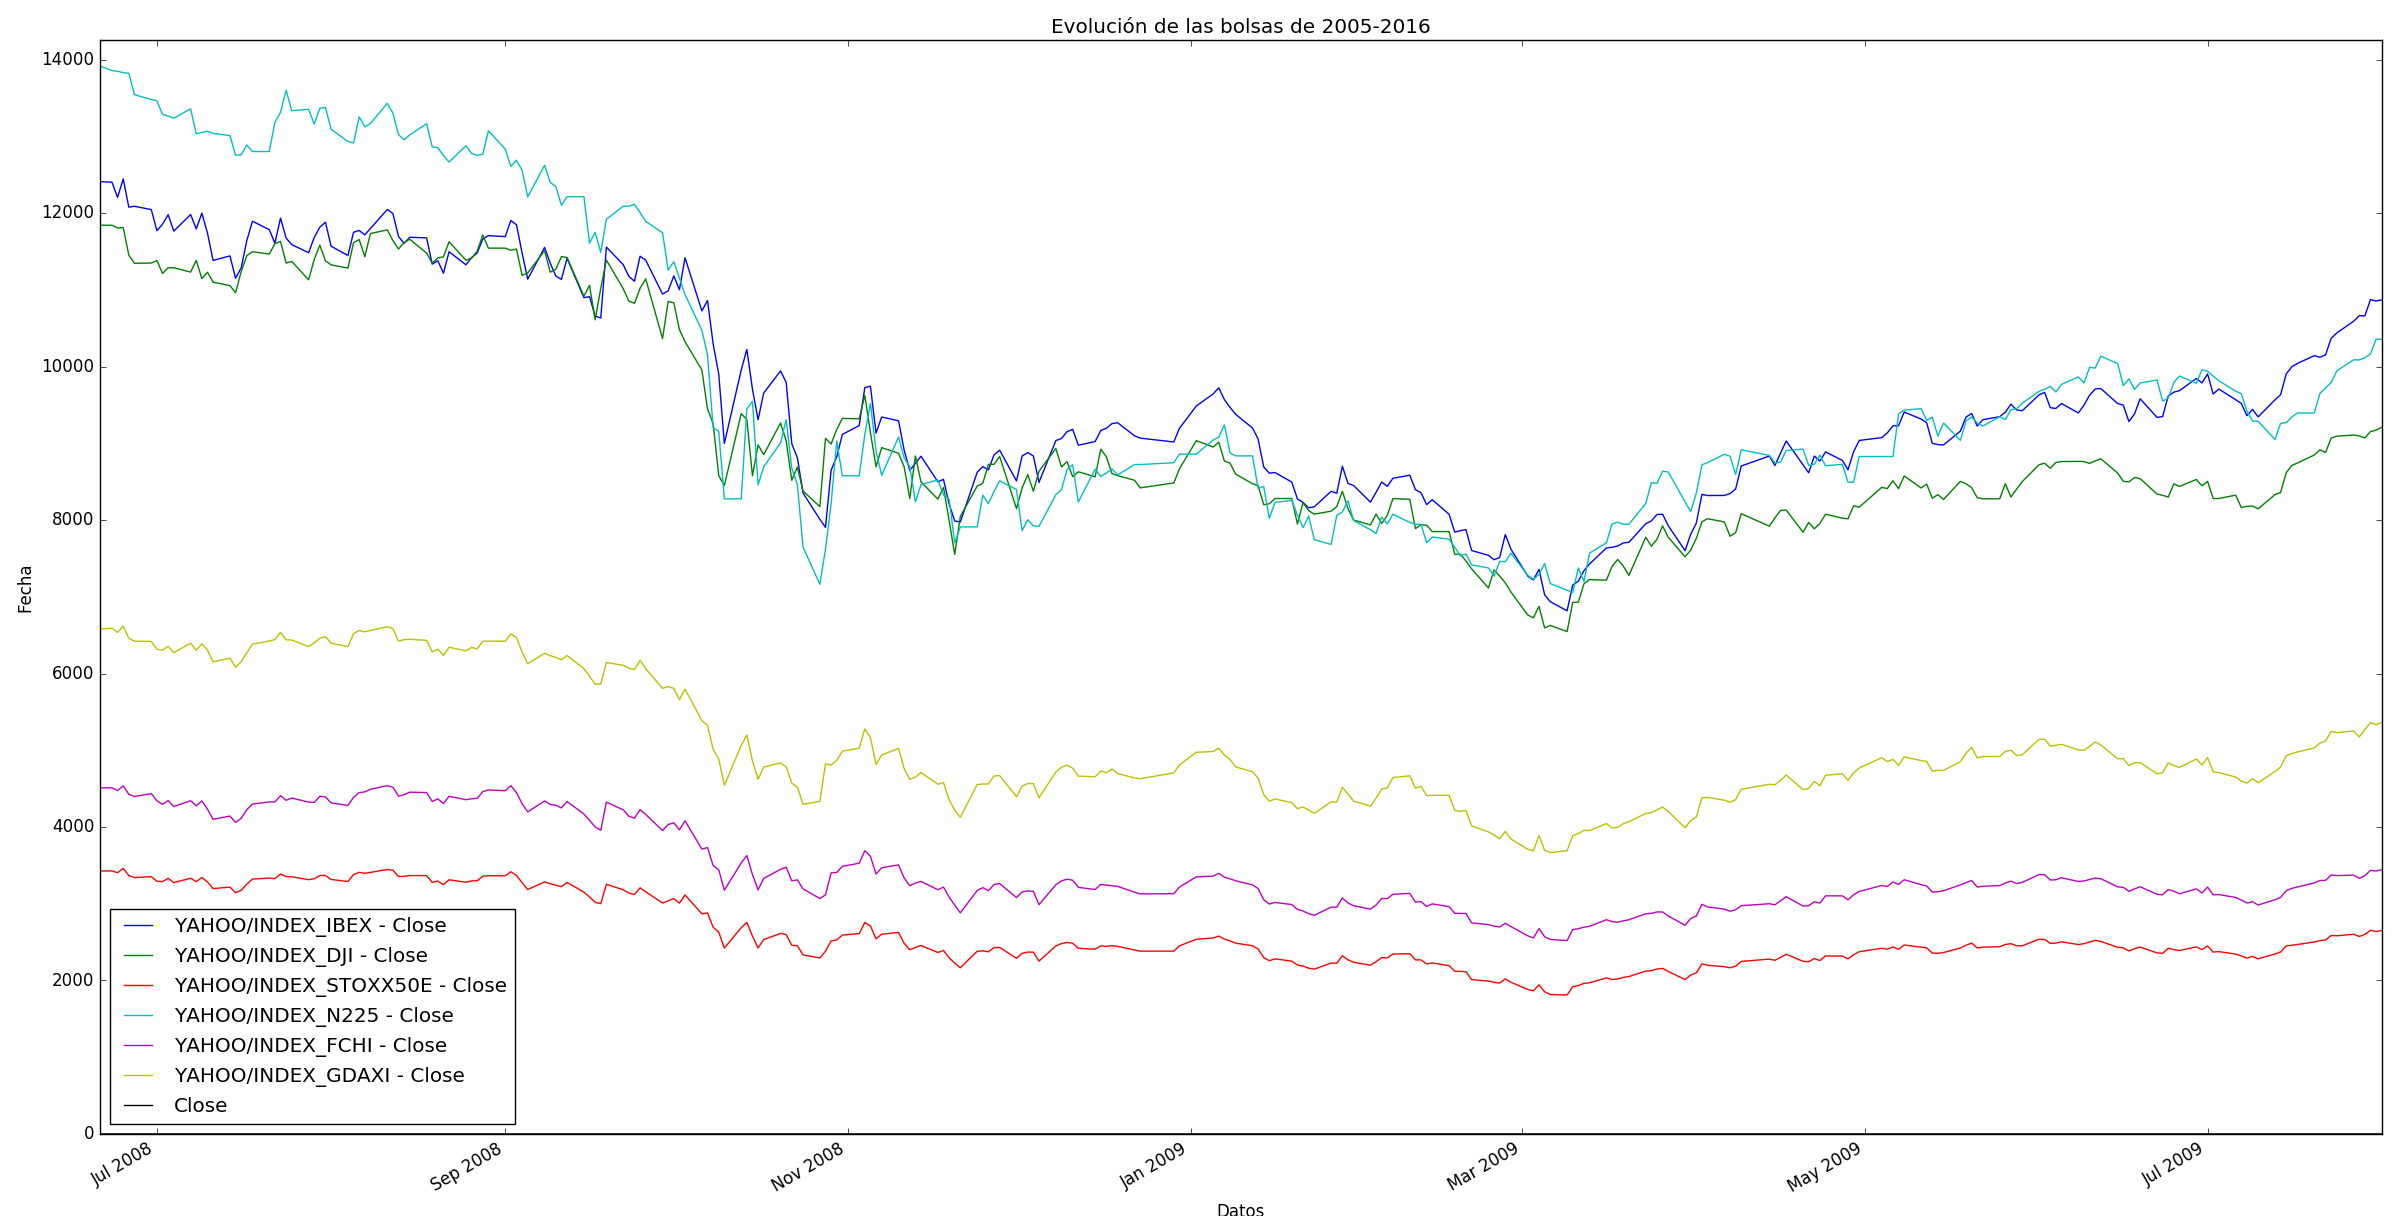 Evolución de las bolsas de 2005-2016
14000
12000
10000
8000
6000
4000
2000
0
Fecha
YAHOO/INDEX_IBEX - Close
YAHOO/INDEX_DJI - Close
YAHOO/INDEX_STOXX50E - Close
YAHOO/INDEX_N225 - Close
YAHOO/INDEX_FCHI - Close
YAHOO/INDEX_GDAXI - Close
Close
Jul 2008
Sep 2008
Nov 2008
Jan 2009
Mar 2009
May 2009
Jul 2009
Datos